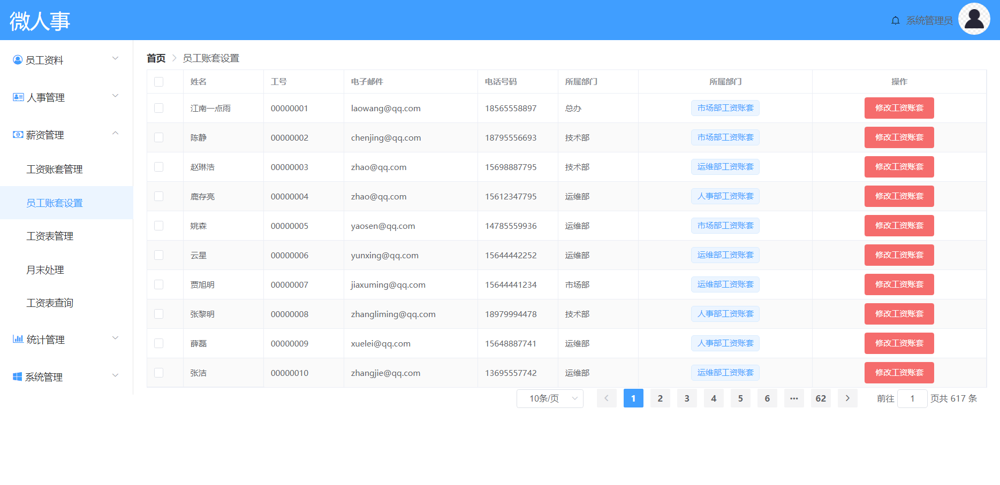 微人事
系统管理员
员工资料
人事管理
薪资管理
工资账套管理
员工账套设置
工资表管理
月末处理
工资表查询
统计管理
系统管理
首页 员工账套设置
姓名 工号 电子邮件 电话号码 所属部门 所属部门 操作
江南一点雨 00000001 laowang@qq.com 18565558897 总办 市场部工资账套 修改工资账套
陈静 00000002 chenjing@qq.com 18795556693 技术部 市场部工资账套 修改工资账套
赵琳浩 00000003 zhao@qq.com 15698887795 技术部 运维部工资账套 修改工资账套
鹿存亮 00000004 zhao@qq.com 15612347795 运维部 人事部工资账套 修改工资账套
姚森 00000005 yaosen@qq.com 14785559936 运维部 市场部工资账套 修改工资账套
云星 00000006 yunxing@qq.com 15644442252 运维部 运维部工资账套 修改工资账套
贾旭明 00000007 jiaxuming@qq.com 15644441234 市场部 运维部工资账套 修改工资账套
张黎明 00000008 zhangliming@qq.com 18979994478 技术部 人事部工资账套 修改工资账套
薛磊 00000009 xuelei@qq.com 15648887741 运维部 人事部工资账套 修改工资账套
张洁 00000010 zhangjie@qq.com 13695557742 运维部 运维部工资账套 修改工资账套
10条/页 1 2 3 4 5 6 ••• 62 前往 1 页共 617 条